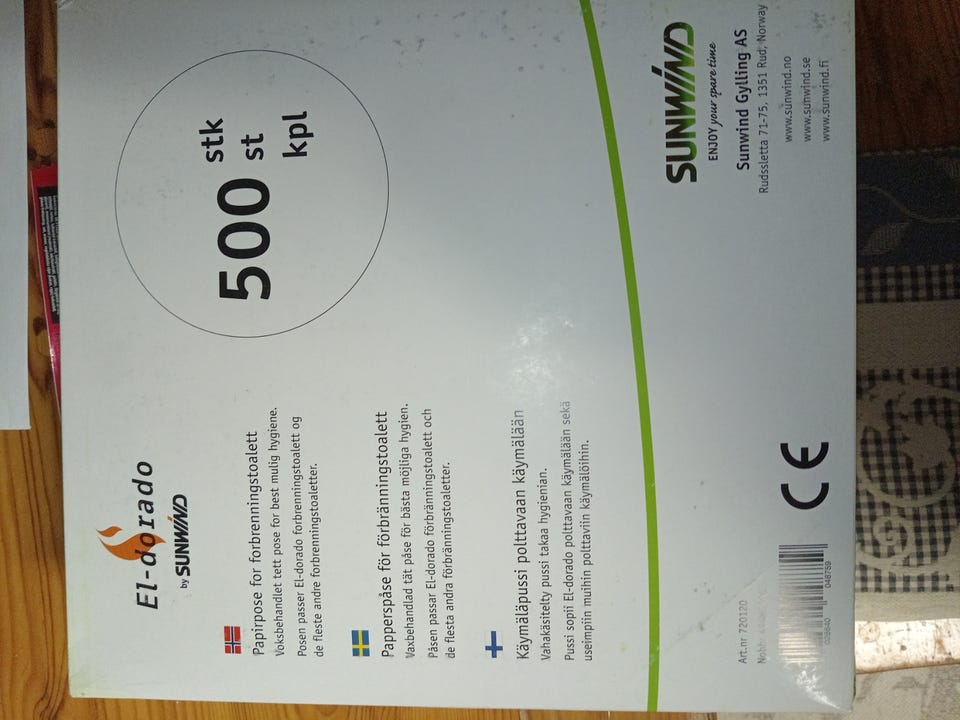 El-dorado
by SUNWIND
500 stk
st
kpl
Papirpose for forbrenningstoalett
Voksbehandlet tett pose for best mulig hygiene.
Posen passer El-dorado forbrenningstoalett og
de fleste andre forbrenningstoaletter.
Papperspåse för förbränningstoalett
Vaxbehandlad tät påse för bästa möjliga hygien.
Påsen passar El-dorado förbränningstoalett och
de flesta andra förbränningstoaletter.
Käymäläpussi polttavaan käymälään
Vahakäsitelty pussi takaa hygienian.
Pussi sopii El-dorado polttavaan käymälään sekä
useimpiin muihin polttaviin käymälöihin.
Art.nr 720120
048789
CE
SUNWIND
ENJOY your spare time
Sunwind Gylling AS
Rudssletta 71-75, 1351 Rud, Norway
www.sunwind.no
www.sunwind.se
www.sunwind.fi